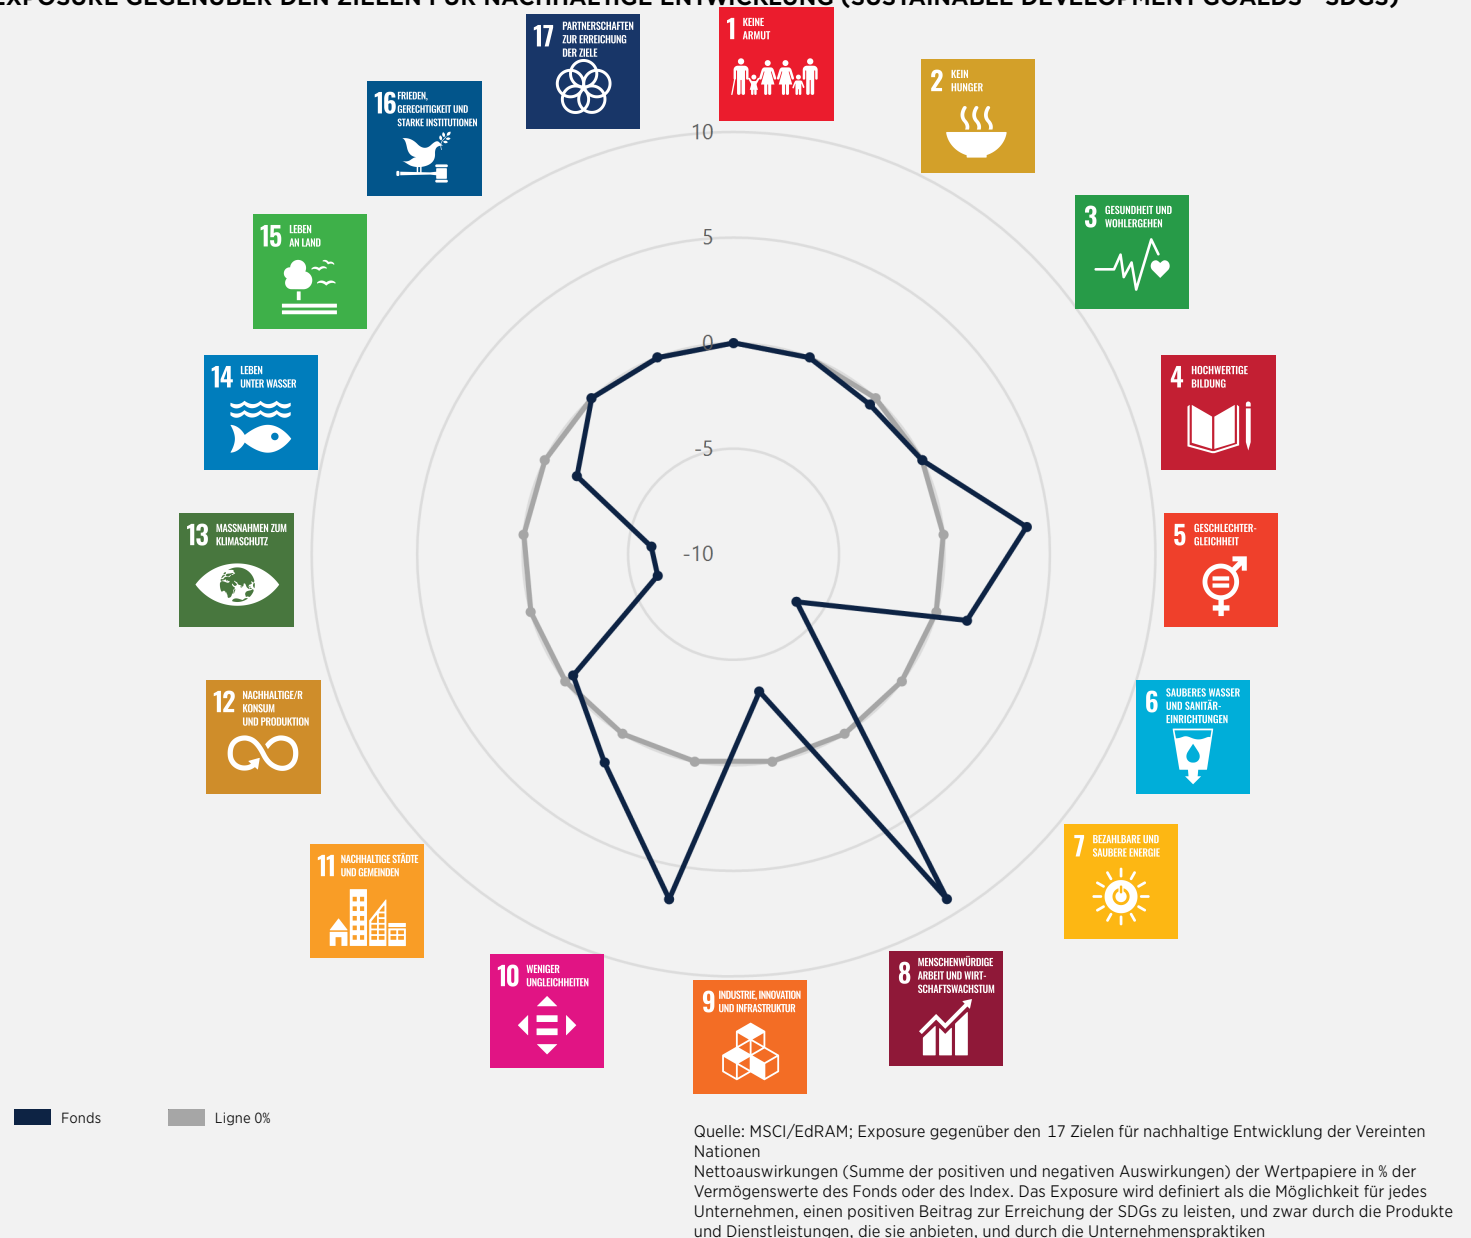 EXPOSURE GEGENÜBER DEN ZIELEN FÜR NACHHALTIGE ENTWICKLUNG (SUSTAINABLE DEVELOPMENT GOALDS - SDGS)
17 PARTNERSCHAFTEN
ZUR ERREICHUNG
DER ZIELE
1 KEINE
ARMUT
2 KEIN
HUNGER
16 FRIEDEN,
GERECHTIGKEIT UND
STARKE INSTITUTIONEN
3 GESUNDHEIT UND
WOHLERGEHEN
15 LEBEN
AN LAND
4 HOCHWERTIGE
BILDUNG
14 LEBEN
UNTER WASSER
5 GESCHLECHTER-
GLEICHHEIT
13 MASSNAHMEN ZUM
KLIMASCHUTZ
6 SAUBERES WASSER
UND SANITÄR-
EINRICHTUNGEN
12 NACHHALTIGE/R
KONSUM
UND PRODUKTION
7 BEZAHLBARE UND
SAUBERE ENERGIE
11 NACHHALTIGE STÄDTE
UND GEMEINDEN
8 MENSCHENWÜRDIGE
ARBEIT UND WIRT-
SCHAFTSWACHSTUM
10 WENIGER
UNGLEICHHEITEN
9 INDUSTRIE, INNOVATION
UND INFRASTRUKTUR
10
5
0
-5
-10
Fonds
Ligne 0%
Quelle: MSCI/EdRAM; Exposure gegenüber den 17 Zielen für nachhaltige Entwicklung der Vereinten
Nationen
Nettoauswirkungen (Summe der positiven und negativen Auswirkungen) der Wertpapiere in % der
Vermögenswerte des Fonds oder des Index. Das Exposure wird definiert als die Möglichkeit für jedes
Unternehmen, einen positiven Beitrag zur Erreichung der SDGs zu leisten, und zwar durch die Produkte
und Dienstleistungen, die sie anbieten, und durch die Unternehmenspraktiken